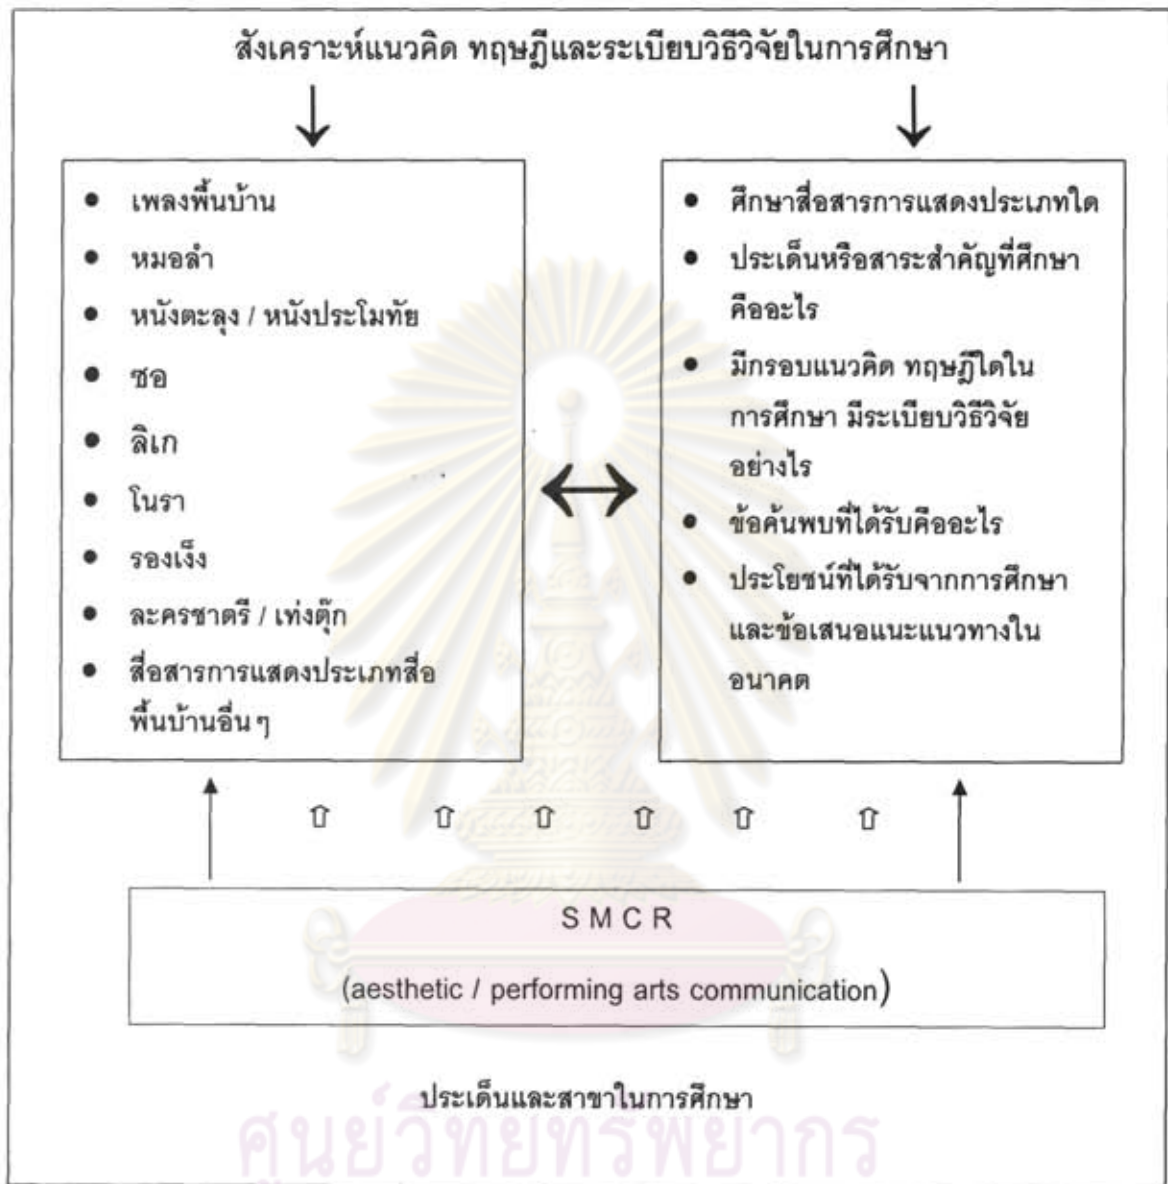 สังเคราะห์แนวคิด ทฤษฎีและระเบียบวิธีวิจัยในการศึกษา
● เพลงพื้นบ้าน
● หมอลำ
● หนังตะลุง / หนังประโมทัย
● ซอ
● ลิเก
● โนรา
● รองเง็ง
● ละครชาตรี / เท่งตุ๊ก
● สื่อสารการแสดงประเภทสื่อ
พื้นบ้านอื่นๆ
● ศึกษาสื่อสารการแสดงประเภทใด
● ประเด็นหรือสาระสำคัญที่ศึกษา
คืออะไร
● มีกรอบแนวคิด ทฤษฎีใดใน
การศึกษา มีระเบียบวิธีวิจัย
อย่างไร
● ข้อค้นพบที่ได้รับคืออะไร
● ประโยชน์ที่ได้รับจากการศึกษา
และข้อเสนอแนะแนวทางใน
อนาคต
S M C R
(aesthetic / performing arts communication)
ประเด็นและสาขาในการศึกษา
ศูนย์วิทยทรัพยากร